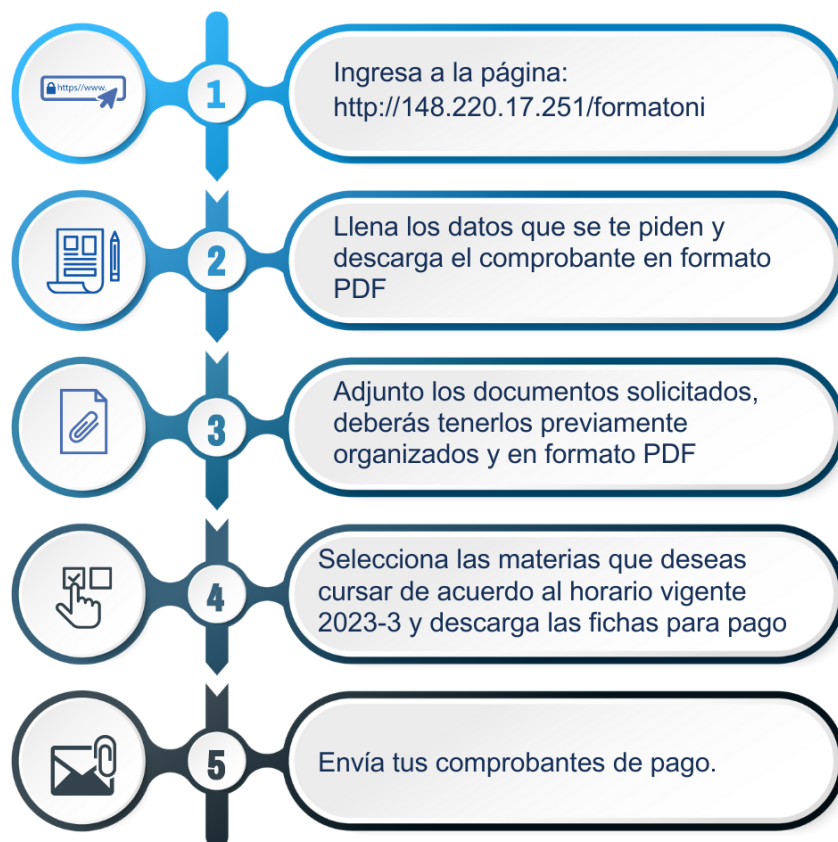 https//www.
1
Ingresa a la página:
http://148.220.17.251/formatoni
2
Llena los datos que se te piden y
descarga el comprobante en formato
PDF
3
Adjunto los documentos solicitados,
deberás tenerlos previamente
organizados y en formato PDF
4
Selecciona las materias que deseas
cursar de acuerdo al horario vigente
2023-3 y descarga las fichas para pago
5
Envía tus comprobantes de pago.